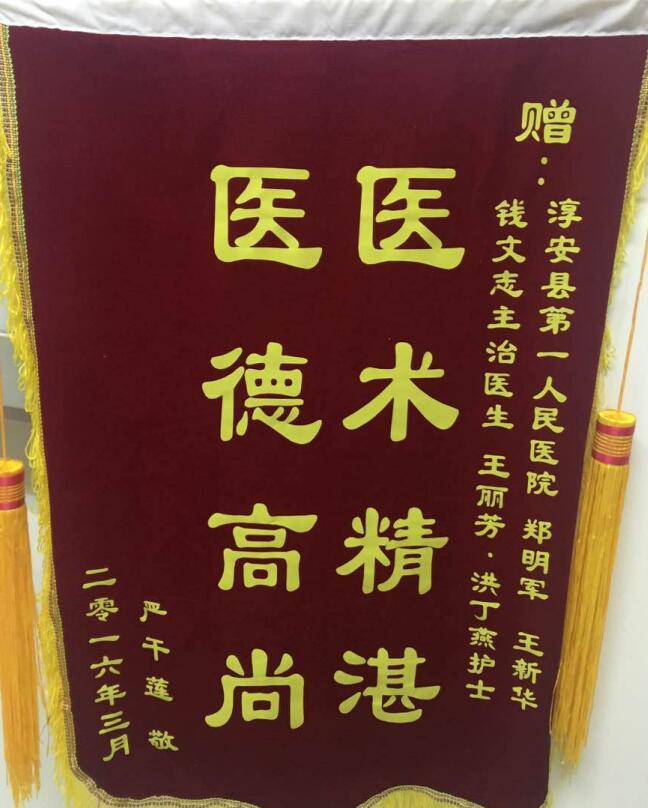 赠：
淳安县第一人民医院 郑明军 王新华
钱文志主治医生 王丽芳·洪丁燕护士
医术精湛
医德高尚
严千莲 敬
二零一六年三月